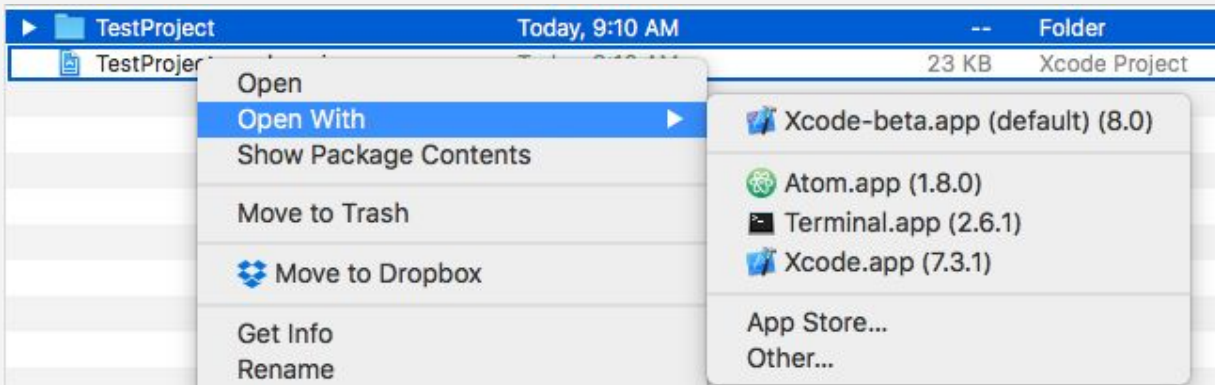 TestProject Today, 9:10 AM -- Folder
23 KB Xcode Project
Open
Open With
Show Package Contents
Move to Trash
Move to Dropbox
Get Info
Rename
Xcode-beta.app (default) (8.0)
Atom.app (1.8.0)
Terminal.app (2.6.1)
Xcode.app (7.3.1)
App Store...
Other...